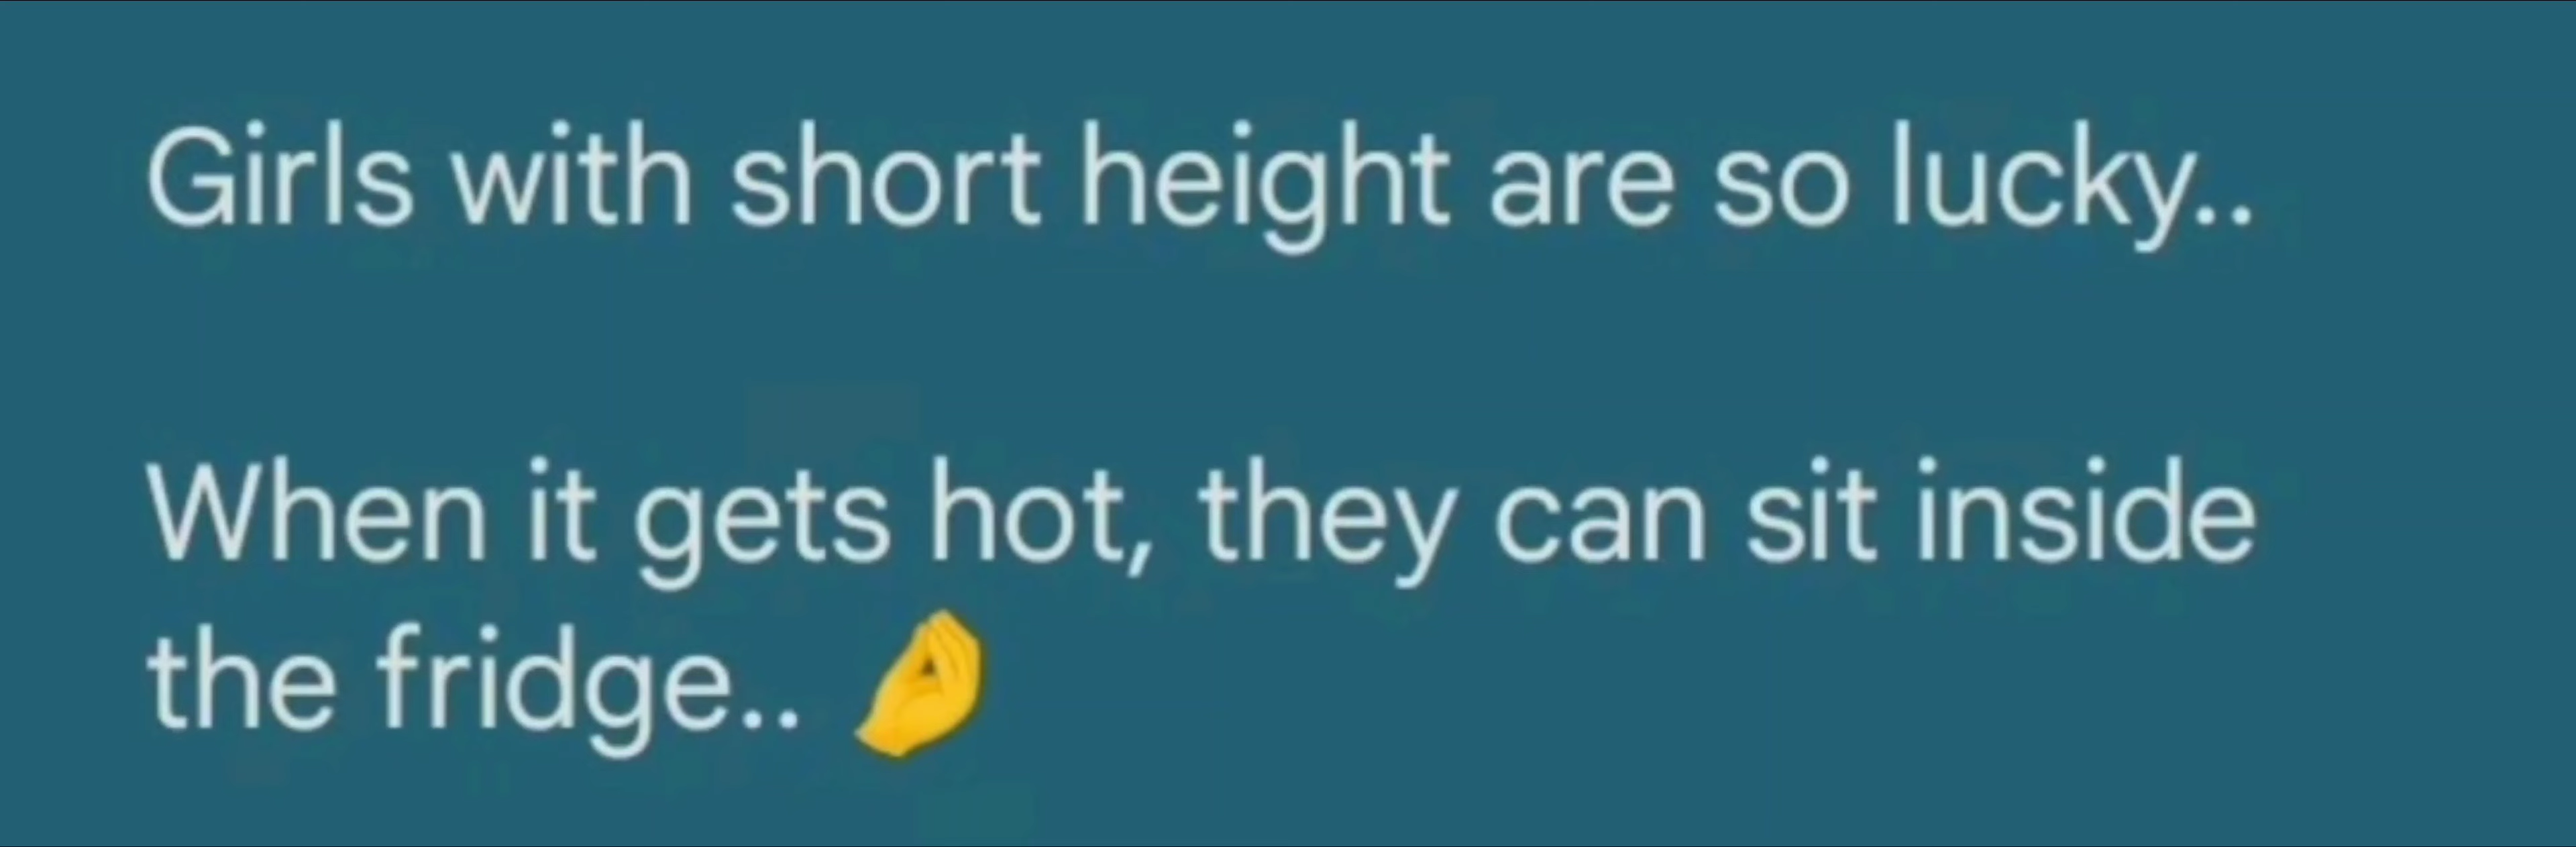 Girls with short height are so lucky..
When it gets hot, they can sit inside
the fridge.. 🤌